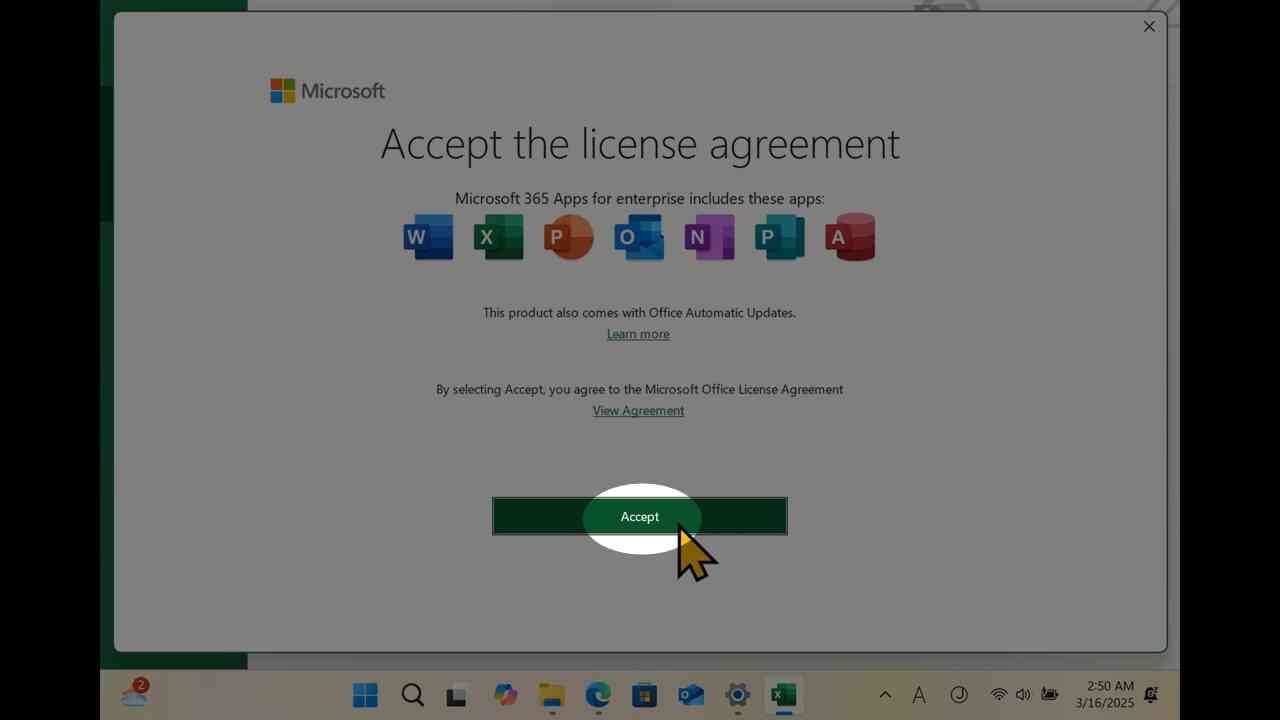 Microsoft
Accept the license agreement
Microsoft 365 Apps for enterprise includes these apps:
W X P O N P A
This product also comes with Office Automatic Updates.
Learn more
By selecting Accept, you agree to the Microsoft Office License Agreement
View Agreement
Accept
2
X
A
2:50 AM
3/16/2025